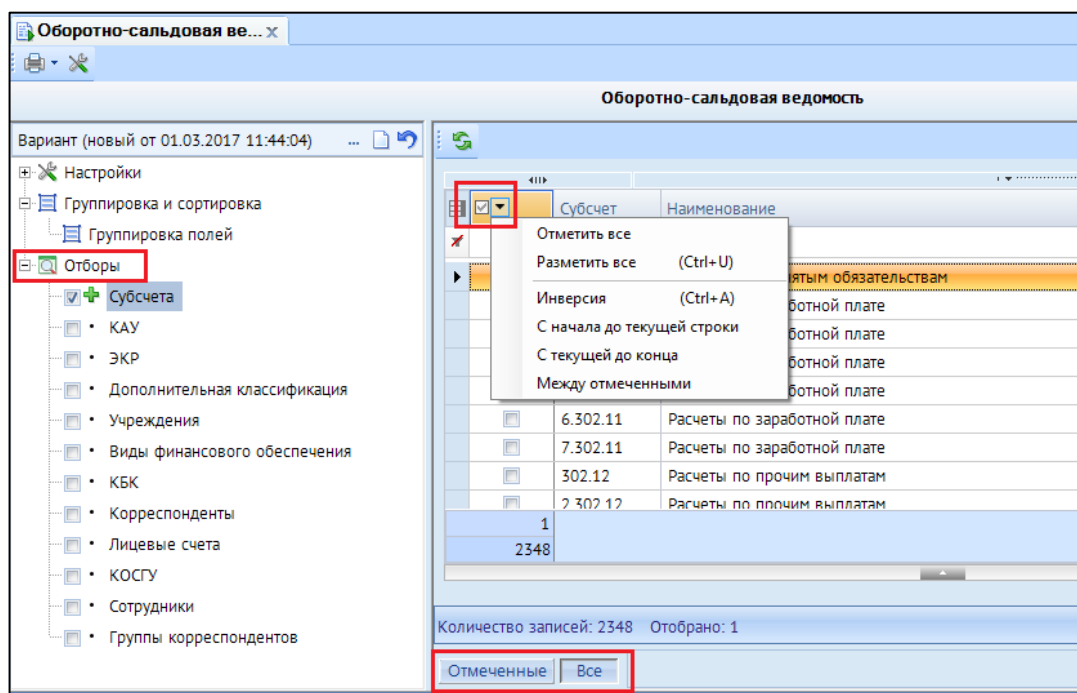 Оборотно-сальдовая ве... x
Оборотно-сальдовая ведомость
Вариант (новый от 01.03.2017 11:44:04) ...
Настройки
Группировка и сортировка
Группировка полей
Отборы
Субсчета
КАУ
ЭКР
Дополнительная классификация
Учреждения
Виды финансового обеспечения
КБК
Корреспонденты
Лицевые счета
КОСГУ
Сотрудники
Группы корреспондентов
Субсчет Наименование
Отметить все
Разметить все (Ctrl+U)
Инверсия (Ctrl+A)
С начала до текущей строки
С текущей до конца
Между отмеченными
обязательствам
плате
плате
плате
плате
6.302.11 Расчеты по заработной плате
7.302.11 Расчеты по заработной плате
302.12 Расчеты по прочим выплатам
2.302.12 Расчеты по прочим выплатам
1
2348
Количество записей: 2348 Отобрано: 1
Отмеченные Все